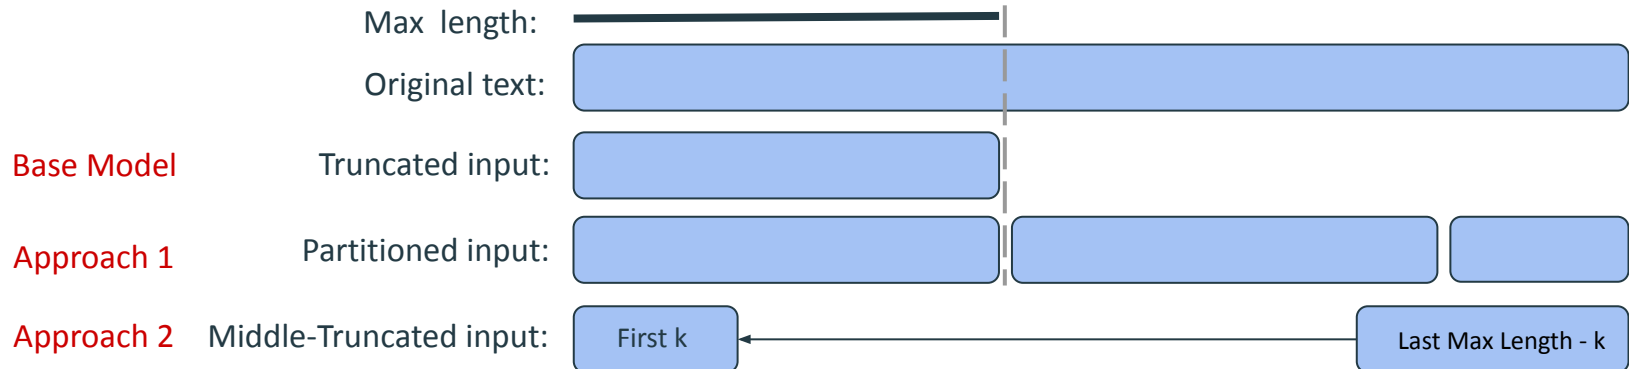 Max length:
Original text:
Base Model Truncated input:
Approach 1 Partitioned input:
Approach 2 Middle-Truncated input: First k Last Max Length - k